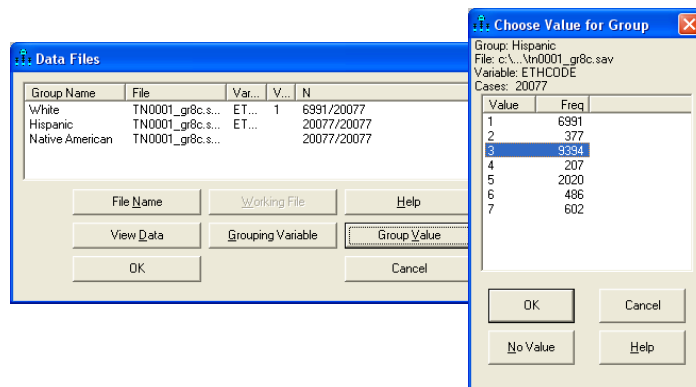 Data Files
Group Name File Var... V... N
White TN0001_gr8c.s... ET... 1 6991/20077
Hispanic TN0001_gr8c.s... ET... 20077/20077
Native American TN0001_gr8c.s... 20077/20077
File Name Working File Help
View Data Grouping Variable Group Value
OK Cancel
Choose Value for Group
Group: Hispanic
File: c:\...\tn0001_gr8c.sav
Variable: ETHCODE
Cases: 20077
Value Freq
1 6991
2 377
3 9394
4 207
5 2020
6 486
7 602
OK Cancel
No Value Help